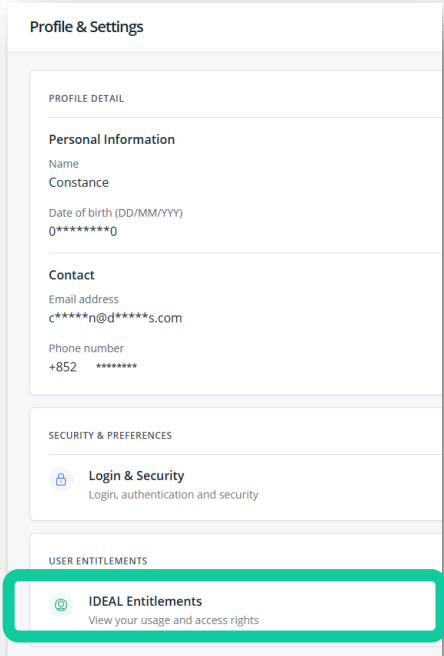 Profile & Settings
PROFILE DETAIL
Personal Information
Name
Constance
Date of birth (DD/MM/YYY)
0********0
Contact
Email address
c*****n@d*****s.com
Phone number
+852 ********
SECURITY & PREFERENCES
Login & Security
Login, authentication and security
USER ENTITLEMENTS
IDEAL Entitlements
View your usage and access rights